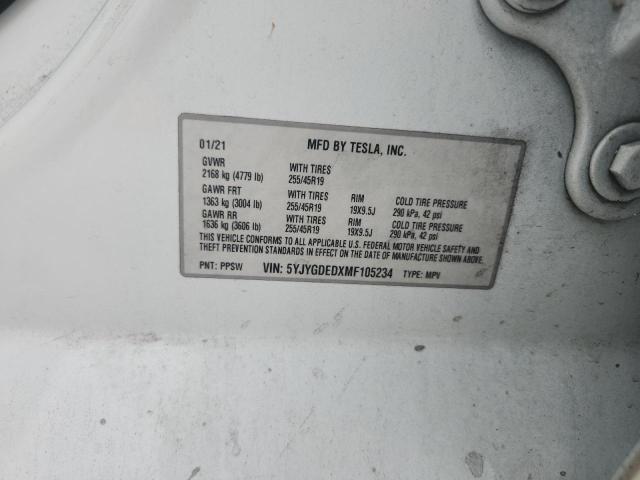 01/21 MFD BY TESLA, INC.
GVWR WITH TIRES
2168 kg (4779 lb) 255/45R19
GAWR FRT WITH TIRES RIM COLD TIRE PRESSURE
1363 kg (3004 lb) 255/45R19 19X9.5J 290 kPa, 42 psi
GAWR RR WITH TIRES RIM COLD TIRE PRESSURE
1636 kg (3606 lb) 255/45R19 19X9.5J 290 kPa, 42 psi
THIS VEHICLE CONFORMS TO ALL APPLICABLE U.S. FEDERAL MOTOR VEHICLE SAFETY AND
THEFT PREVENTION STANDARDS IN EFFECT ON THE DATE OF MANUFACTURE SHOWN ABOVE.
PNT: PPSW VIN: 5YJYGDEDXMF105234 TYPE: MPV